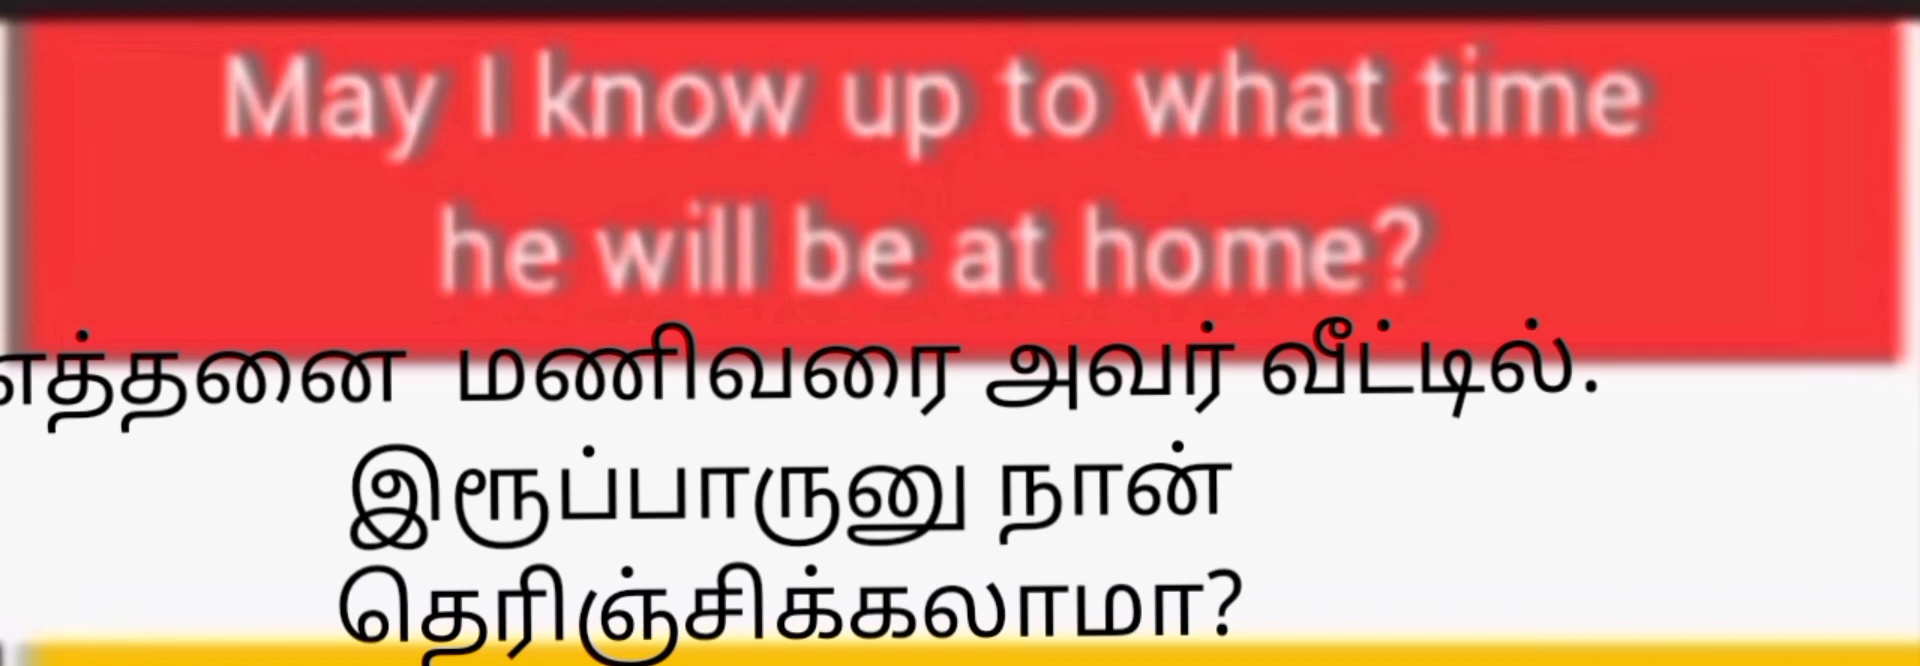 May I know up to what time
he will be at home?
எத்தனை மணிவரை அவர் வீட்டில்.
இரூப்பாருனு நான்
தெரிஞ்சிக்கலாமா?